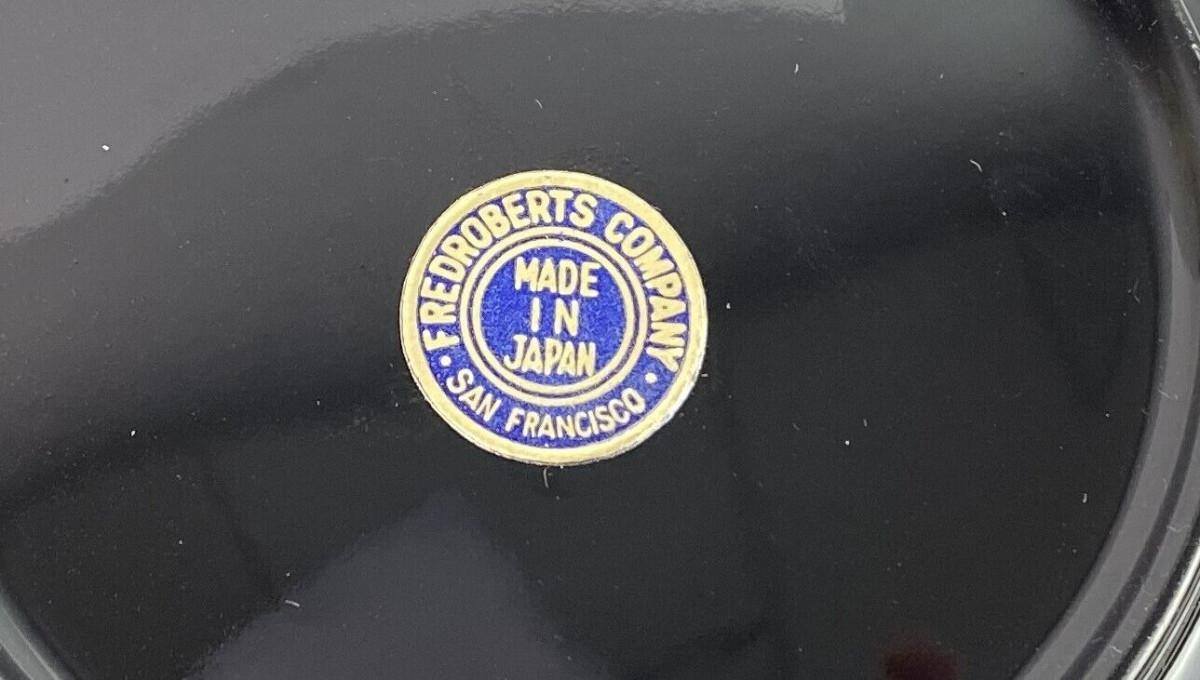 FREDROBERTS COMPANY
MADE
IN
JAPAN
· SAN FRANCISCO ·